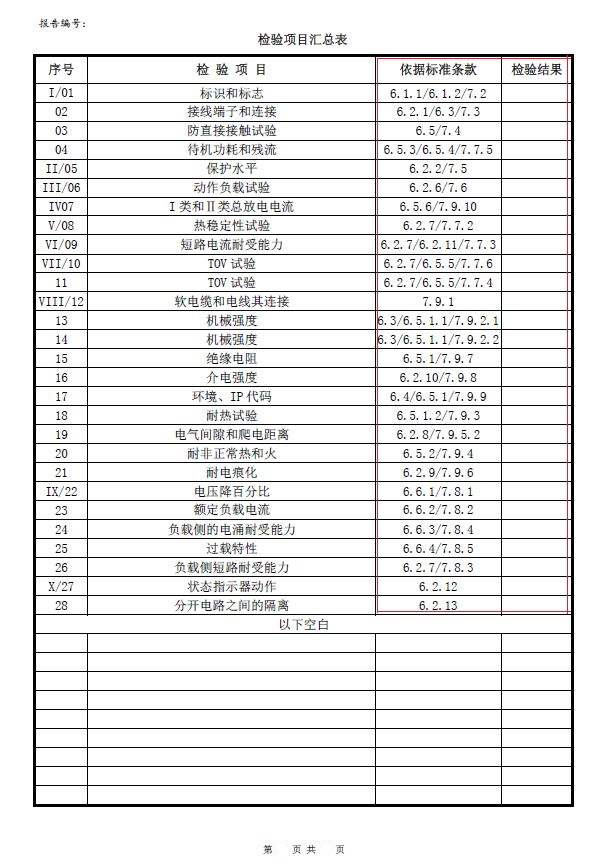 报告编号:
检验项目汇总表
序号 检 验 项 目 依据标准条款 检验结果
I/01 标识和标志 6.1.1/6.1.2/7.2
02 接线端子和连接 6.2.1/6.3/7.3
03 防直接接触试验 6.5/7.4
04 待机功耗和残流 6.5.3/6.5.4/7.7.5
II/05 保护水平 6.2.2/7.5
III/06 动作负载试验 6.2.6/7.6
IV07 I类和Ⅱ类总放电电流 6.5.6/7.9.10
V/08 热稳定性试验 6.2.7/7.7.2
VI/09 短路电流耐受能力 6.2.7/6.2.11/7.7.3
VII/10 TOV试验 6.2.7/6.5.5/7.7.6
11 TOV试验 6.2.7/6.5.5/7.7.4
VIII/12 软电缆和电线其连接 7.9.1
13 机械强度 6.3/6.5.1.1/7.9.2.1
14 机械强度 6.3/6.5.1.1/7.9.2.2
15 绝缘电阻 6.5.1/7.9.7
16 介电强度 6.2.10/7.9.8
17 环境、IP代码 6.4/6.5.1/7.9.9
18 耐热试验 6.5.1.2/7.9.3
19 电气间隙和爬电距离 6.2.8/7.9.5.2
20 耐非正常热和火 6.5.2/7.9.4
21 耐电痕化 6.2.9/7.9.6
IX/22 电压降百分比 6.6.1/7.8.1
23 额定负载电流 6.6.2/7.8.2
24 负载侧的电涌耐受能力 6.6.3/7.8.4
25 过载特性 6.6.4/7.8.5
26 负载侧短路耐受能力 6.2.7/7.8.3
X/27 状态指示器动作 6.2.12
28 分开电路之间的隔离 6.2.13
以下空白
第 页 共 页